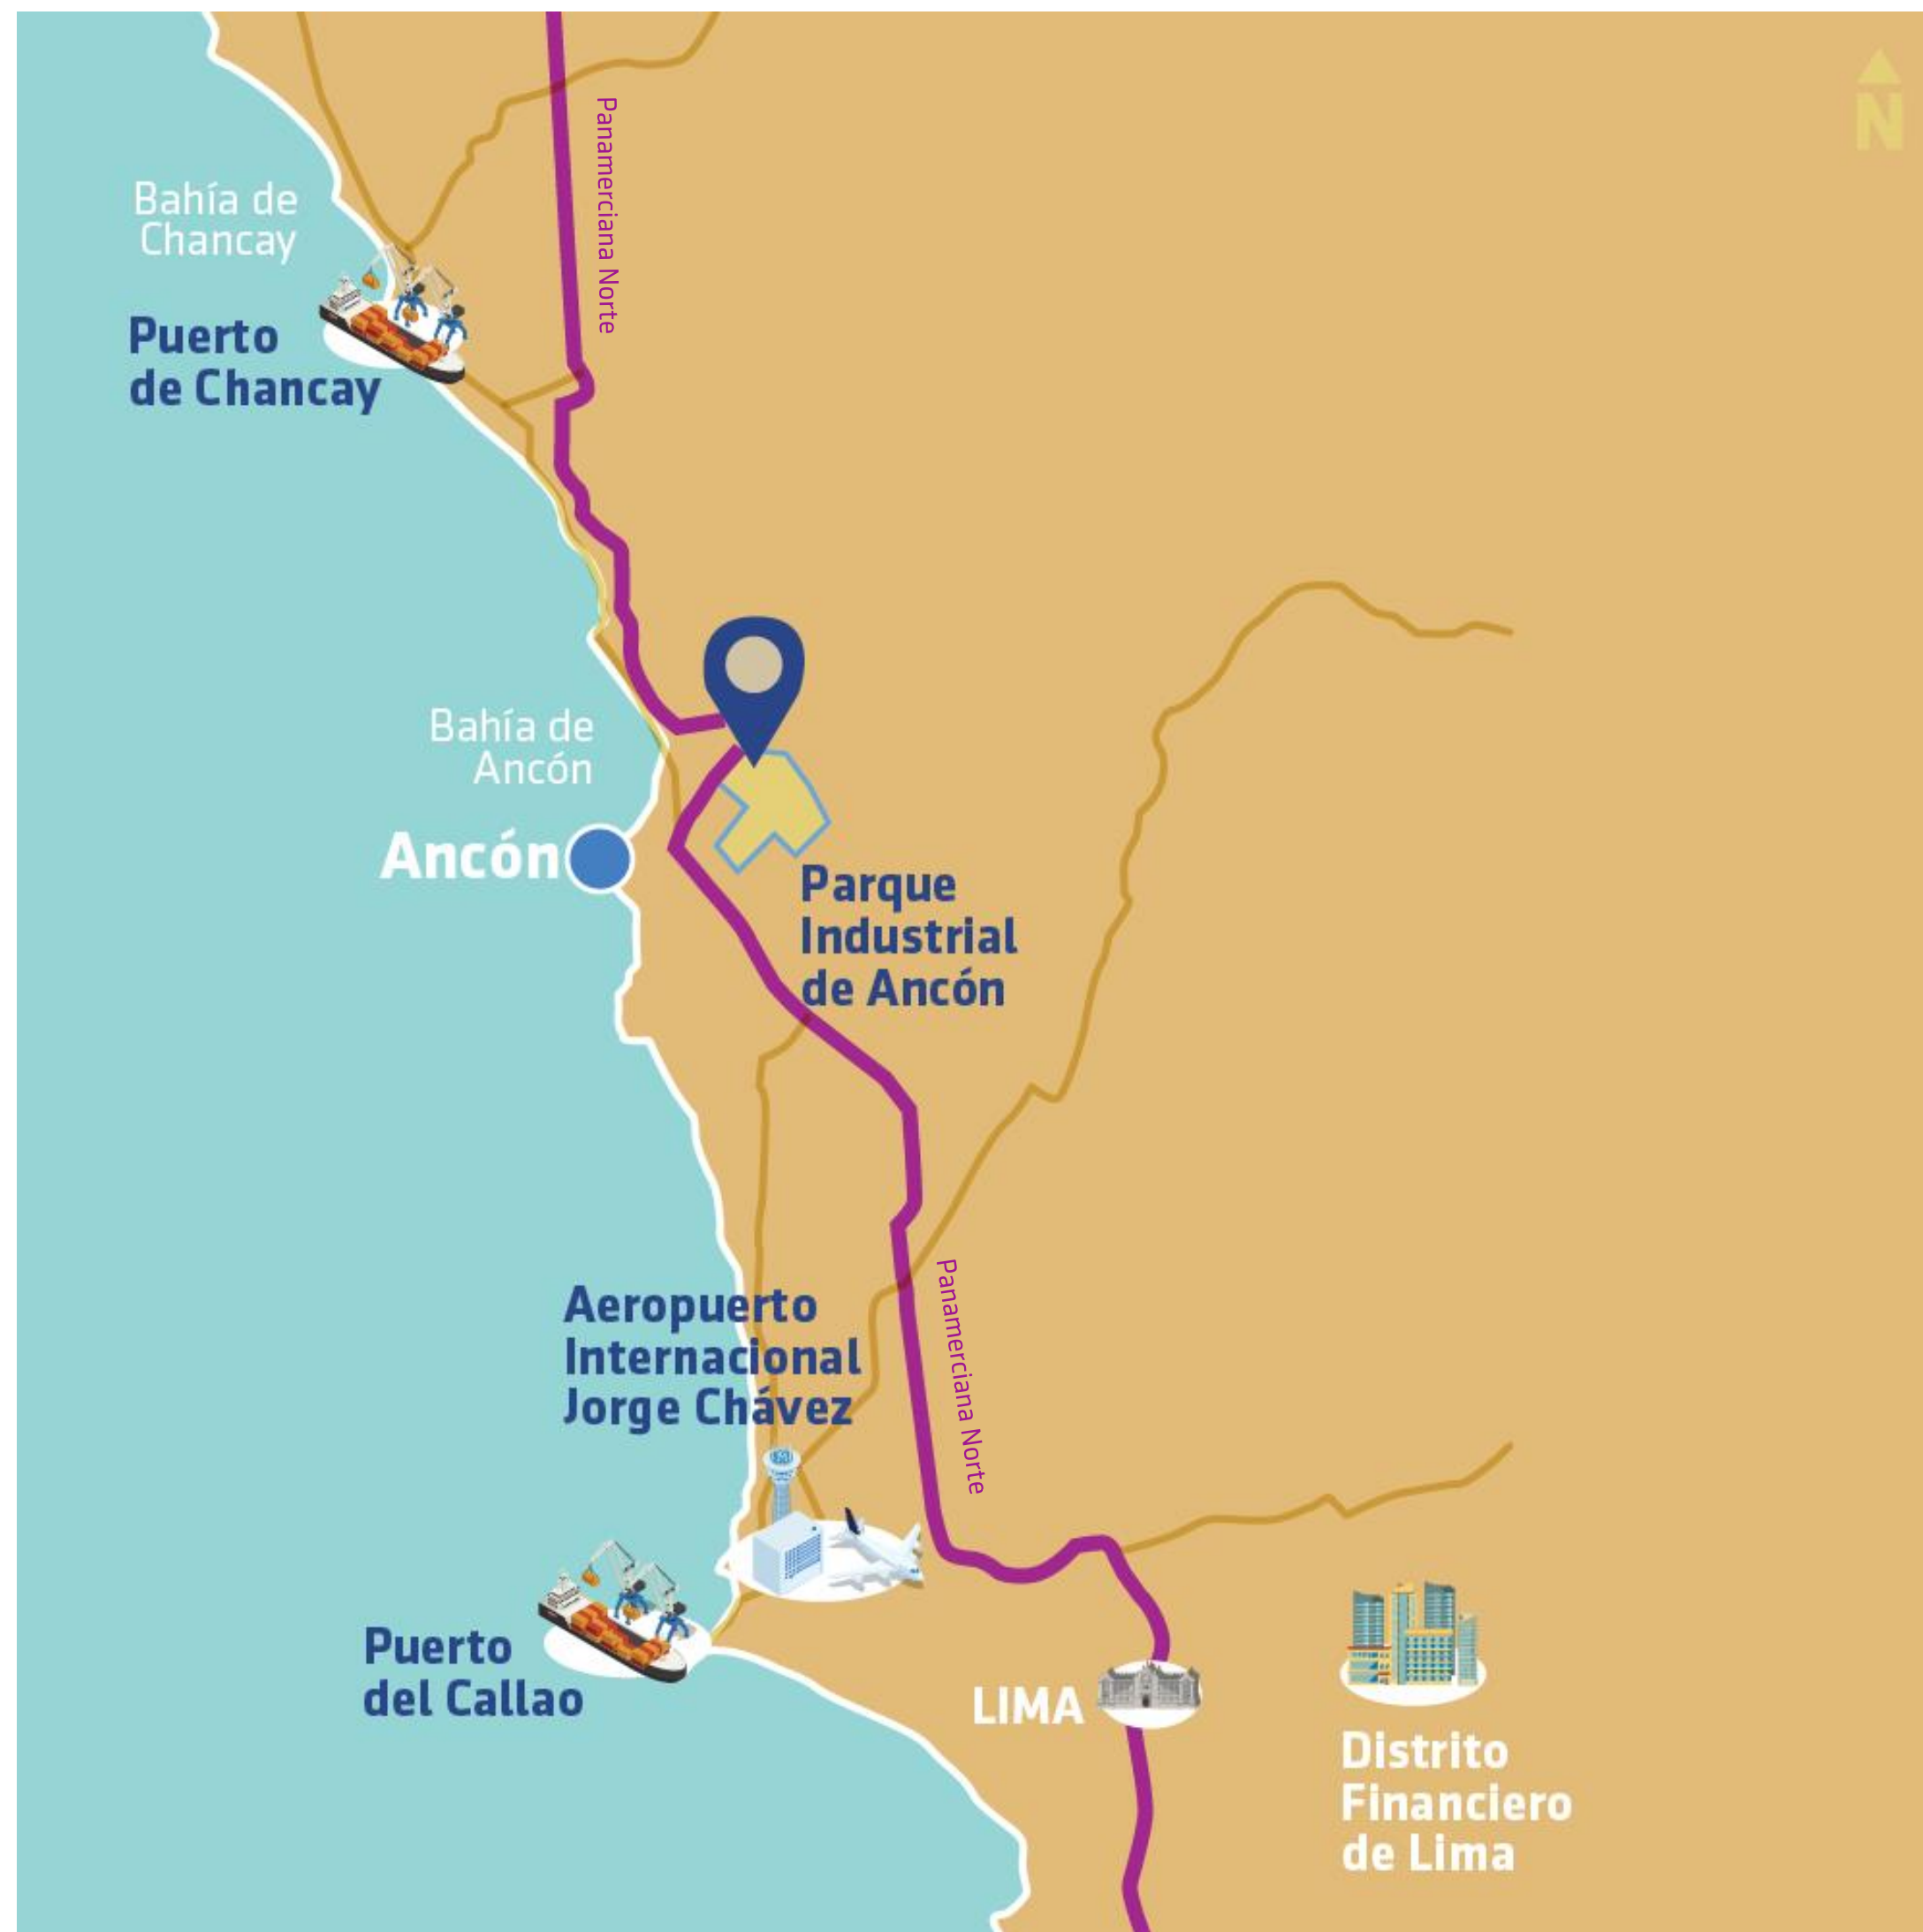 N
Panamerciana Norte
Bahía de
Chancay
Puerto
de Chancay
Bahía de
Ancón
Ancón
Parque
Industrial
de Ancón
Panamerciana Norte
Aeropuerto
Internacional
Jorge Chávez
Puerto
del Callao
LIMA
Distrito
Financiero
de Lima